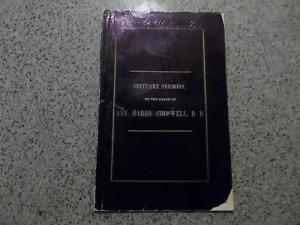 OBITUARY SERMONS,
ON THE DEATH OF
REV. HARRY CROSWELL, D. D.